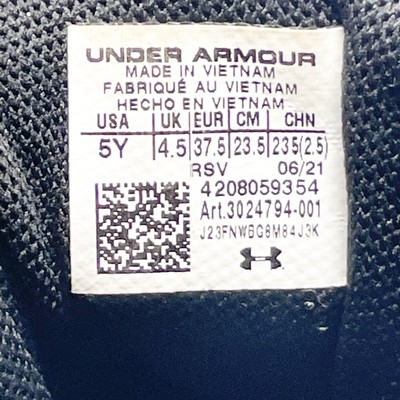 UNDER ARMOUR
MADE IN VIETNAM
FABRIQUÉ AU VIETNAM
HECHO EN VIETNAM
USA UK EUR CM CHN
5Y 4.5 37.5 23.5 235(2.5)
RSV 06/21
4208059354
Art.3024794-001
J23FNW6G8M84J3K